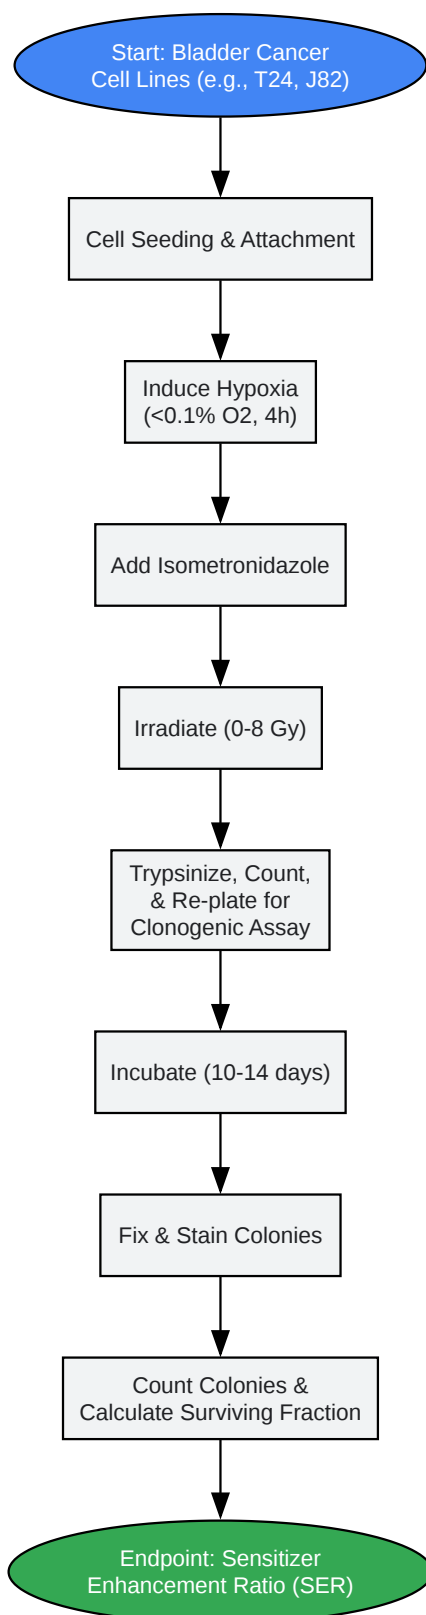 Start: Bladder Cancer
Cell Lines (e.g., T24, J82)
Cell Seeding & Attachment
Induce Hypoxia
(<0.1% O2, 4h)
Add Isometronidazole
Irradiate (0-8 Gy)
Trypsinize, Count,
& Re-plate for
Clonogenic Assay
Incubate (10-14 days)
Fix & Stain Colonies
Count Colonies &
Calculate Surviving Fraction
Endpoint: Sensitizer
Enhancement Ratio (SER)